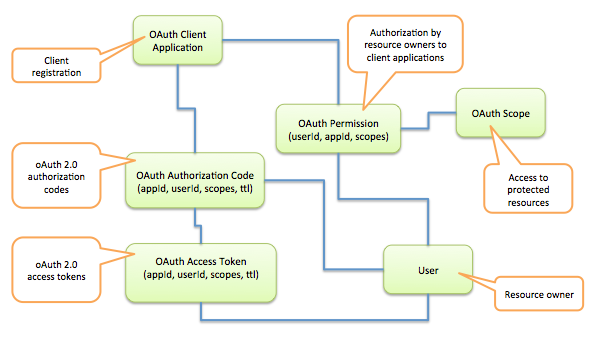 OAuth Client
Application
Client
registration
Authorization by
resource owners to
client applications
OAuth Permission
(userId, appId, scopes)
OAuth Scope
Access to
protected
resources
oAuth 2.0
authorization
codes
OAuth Authorization Code
(appId, userId, scopes, ttl)
oAuth 2.0
access tokens
OAuth Access Token
(appId, userId, scopes, ttl)
User
Resource owner